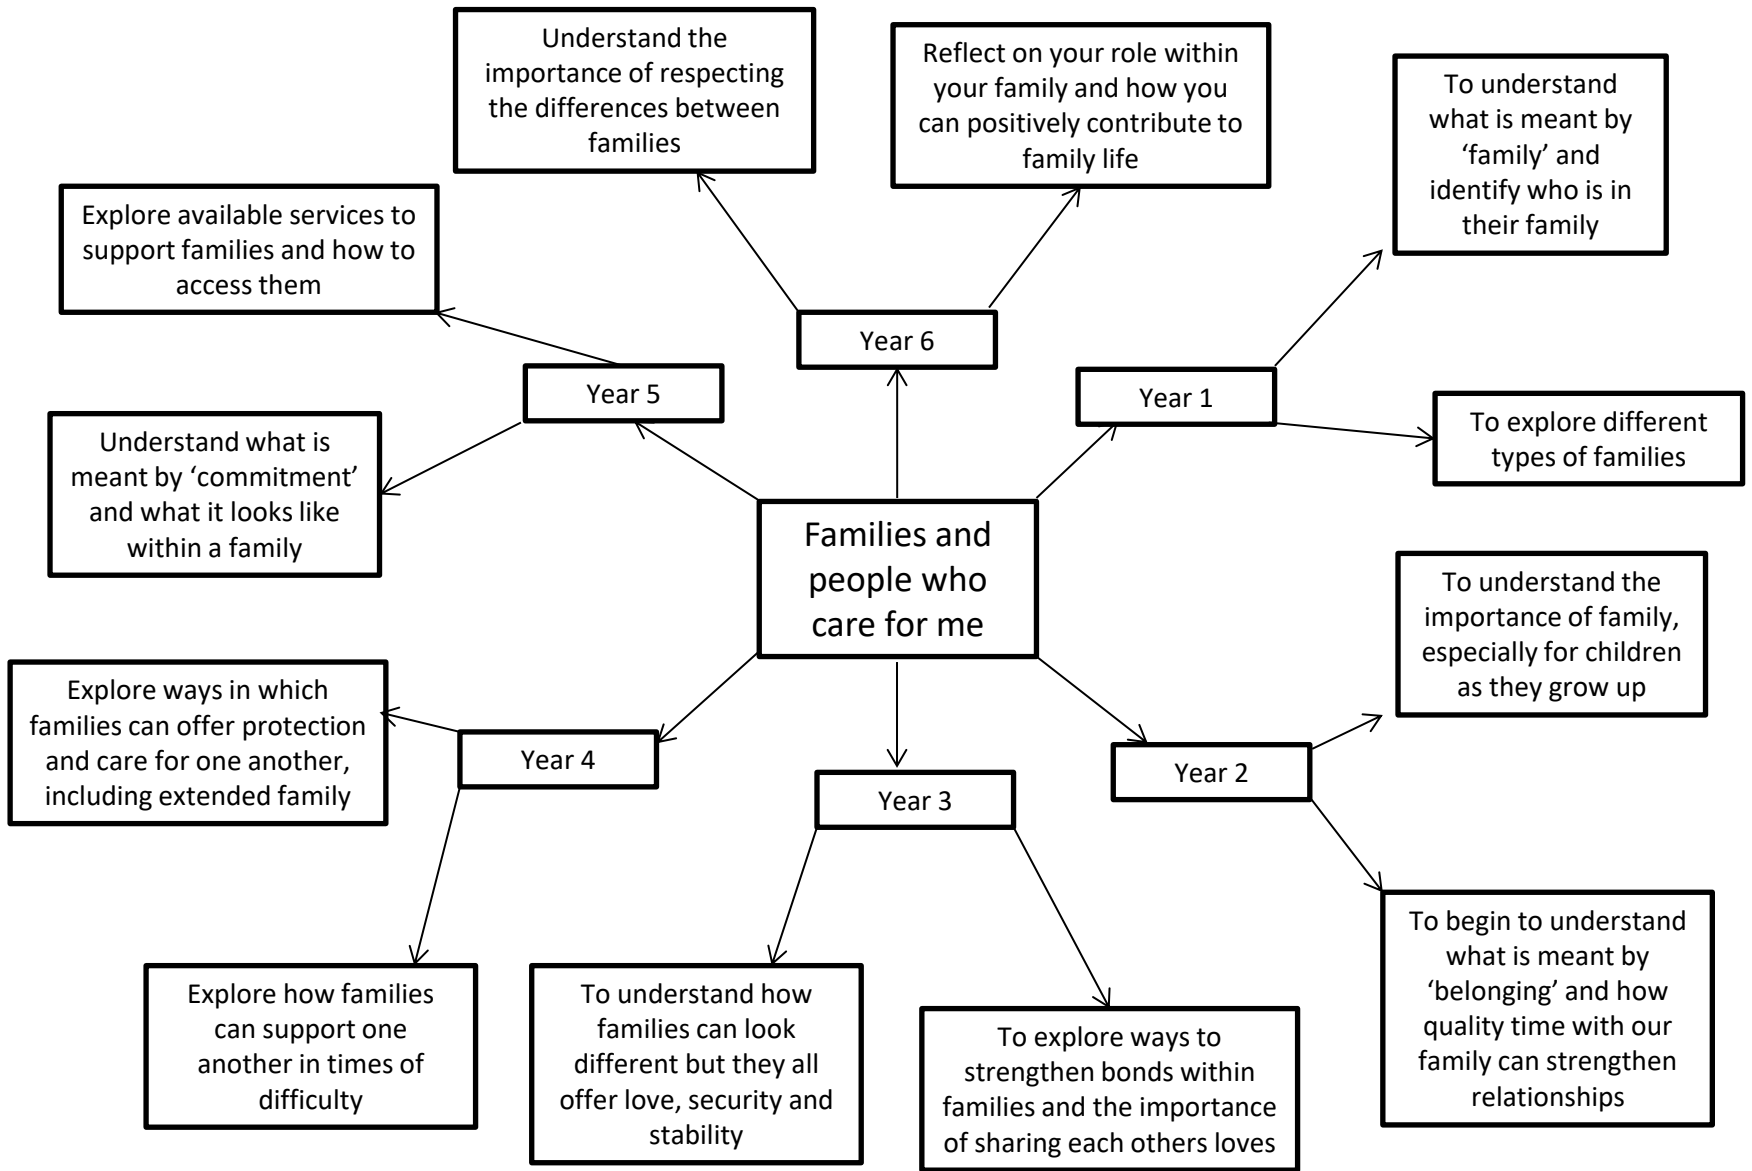 Understand the
importance of respecting
the differences between
families
Reflect on your role within
your family and how you
can positively contribute to
family life
To understand
what is meant by
‘family’ and
identify who is in
their family
Explore available services to
support families and how to
access them
Year 6
Year 5
Year 1
Understand what is
meant by ‘commitment’
and what it looks like
within a family
To explore different
types of families
Families and
people who
care for me
To understand the
importance of family,
especially for children
as they grow up
Explore ways in which
families can offer protection
and care for one another,
including extended family
Year 4
Year 3
Year 2
Explore how families
can support one
another in times of
difficulty
To understand how
families can look
different but they all
offer love, security and
stability
To explore ways to
strengthen bonds within
families and the importance
of sharing each others loves
To begin to understand
what is meant by
‘belonging’ and how
quality time with our
family can strengthen
relationships